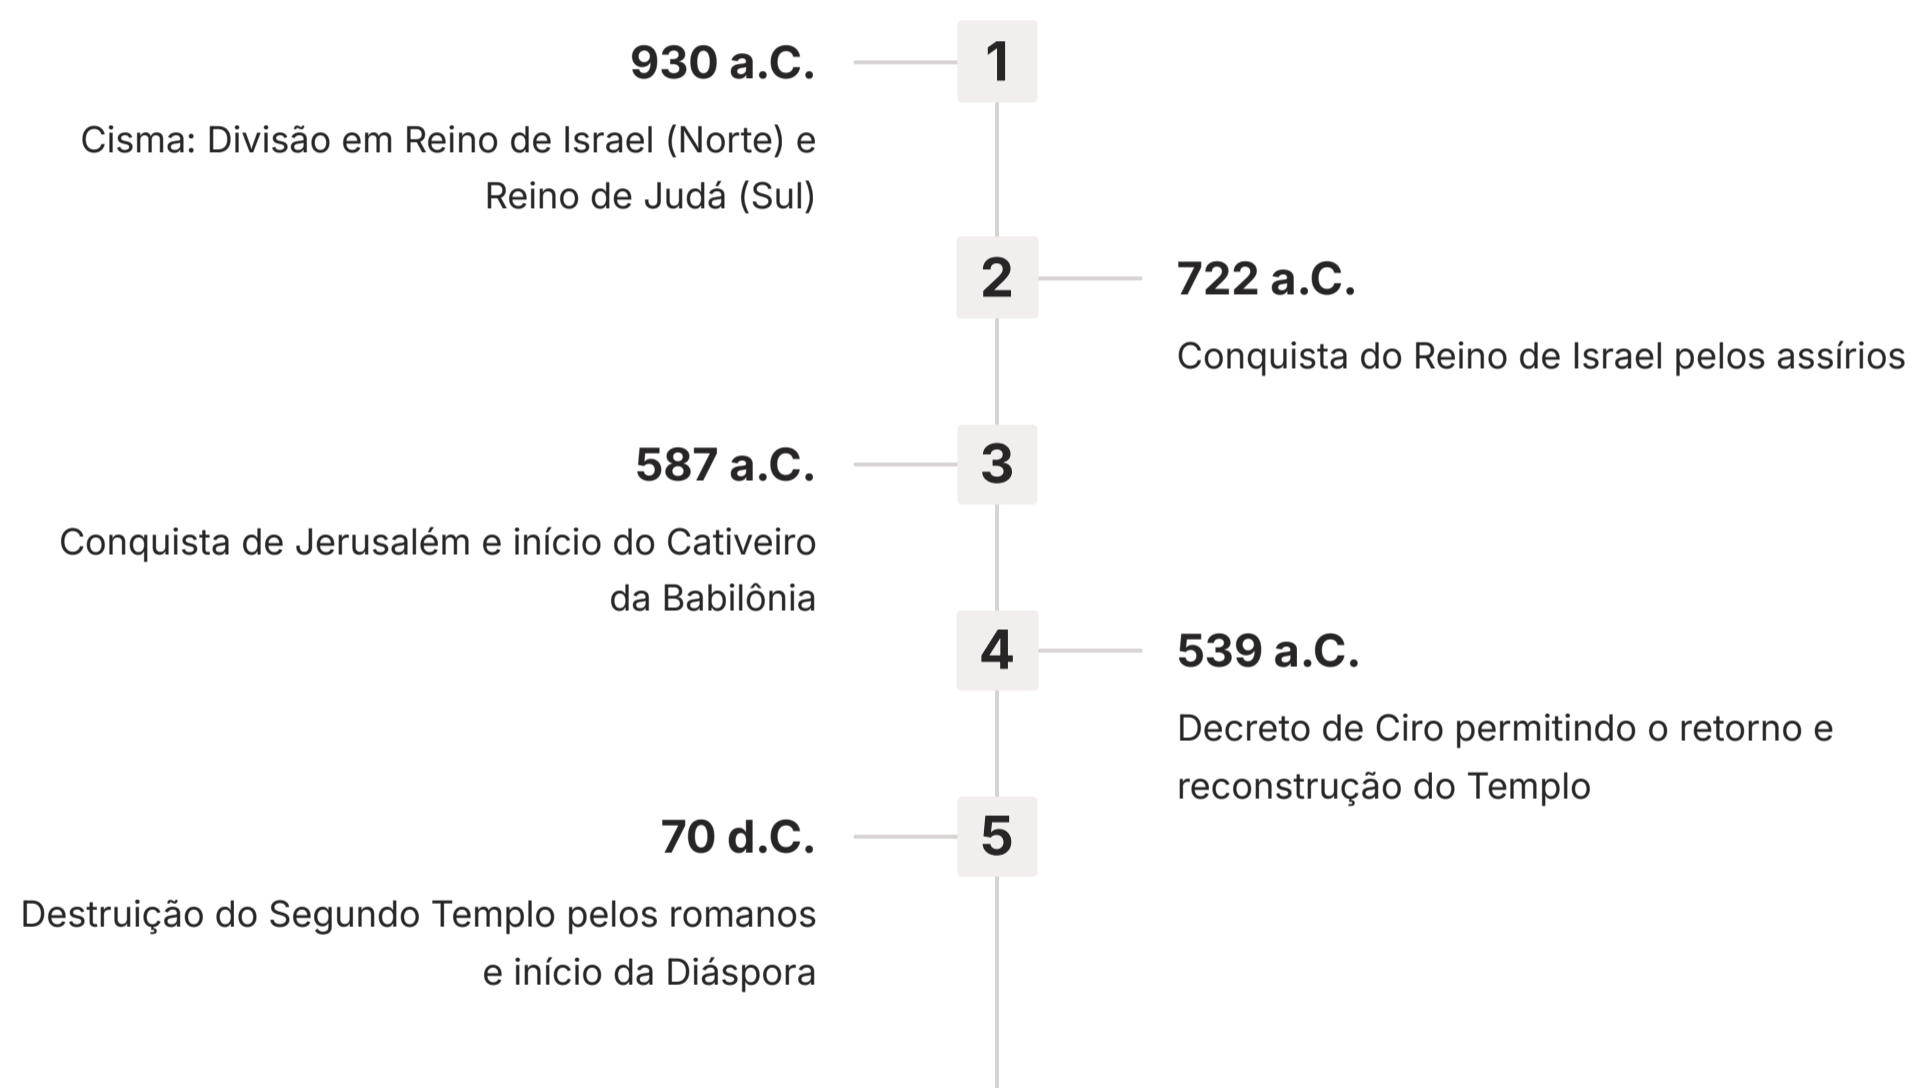 930 a.C.
1
Cisma: Divisão em Reino de Israel (Norte) e
Reino de Judá (Sul)
2
722 a.C.
Conquista do Reino de Israel pelos assírios
587 a.C.
3
Conquista de Jerusalém e início do Cativeiro
da Babilônia
4
539 a.C.
Decreto de Ciro permitindo o retorno e
reconstrução do Templo
70 d.C.
5
Destruição do Segundo Templo pelos romanos
e início da Diáspora